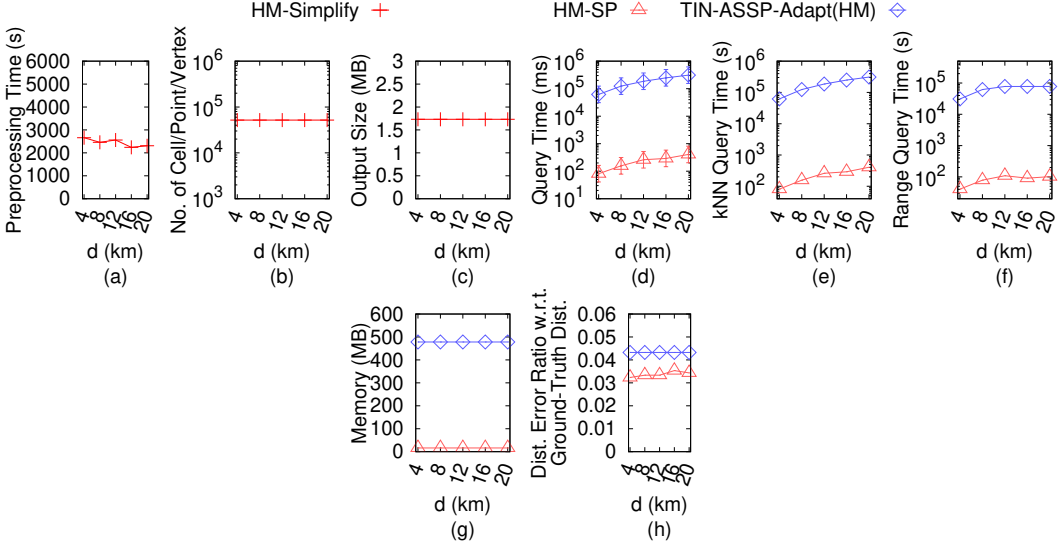 HM-Simplify HM-SP TIN-ASSP-Adapt(HM)
Preprocessing Time (s)
6000
5000
4000
3000
2000
1000
0
4 8 12 16 20
d (km)
(a)
No. of Cell/Point/Vertex
10^6
10^5
10^4
10^3
4 8 12 16 20
d (km)
(b)
Output Size (MB)
3
2.5
2
1.5
1
0.5
0
4 8 12 16 20
d (km)
(c)
Query Time (ms)
10^6
10^5
10^4
10^3
10^2
10^1
4 8 12 16 20
d (km)
(d)
kNN Query Time (s)
10^5
10^4
10^3
10^2
4 8 12 16 20
d (km)
(e)
Range Query Time (s)
10^5
10^4
10^3
10^2
4 8 12 16 20
d (km)
(f)
Memory (MB)
600
500
400
300
200
100
0
4 8 12 16 20
d (km)
(g)
Dist. Error Ratio w.r.t.
Ground-Truth Dist.
0.06
0.05
0.04
0.03
0.02
0.01
0
4 8 12 16 20
d (km)
(h)